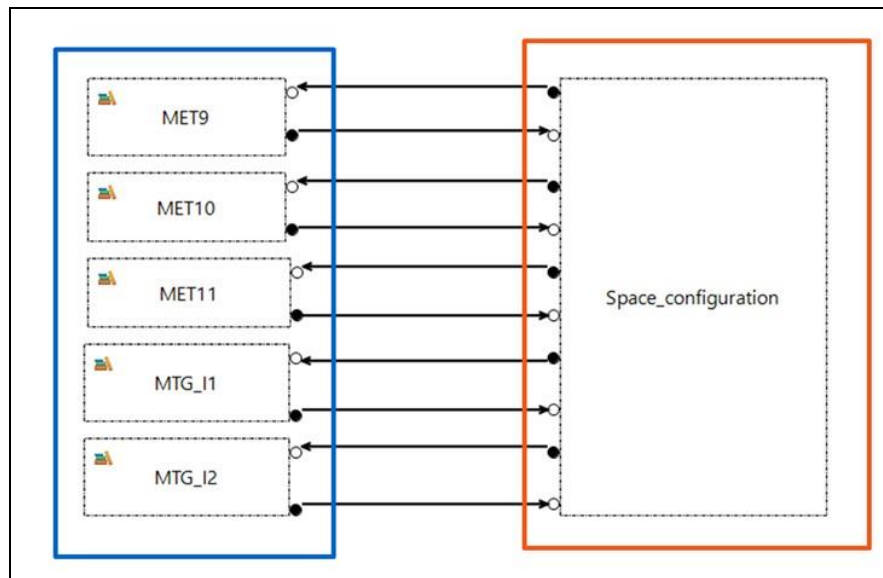 MET9
MET10
MET11
MTG_I1
MTG_I2
Space_configuration